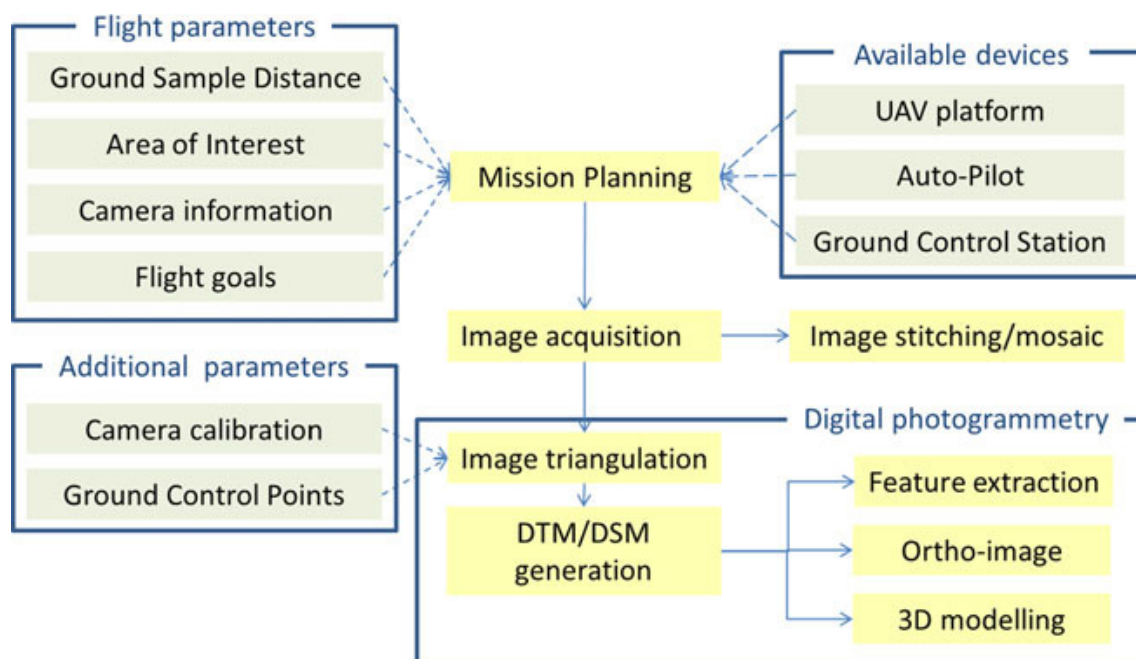 Flight parameters
Ground Sample Distance
Area of Interest
Camera information
Flight goals
Available devices
UAV platform
Auto-Pilot
Ground Control Station
Mission Planning
Image acquisition
Image stitching/mosaic
Additional parameters
Camera calibration
Ground Control Points
Digital photogrammetry
Image triangulation
DTM/DSM
generation
Feature extraction
Ortho-image
3D modelling